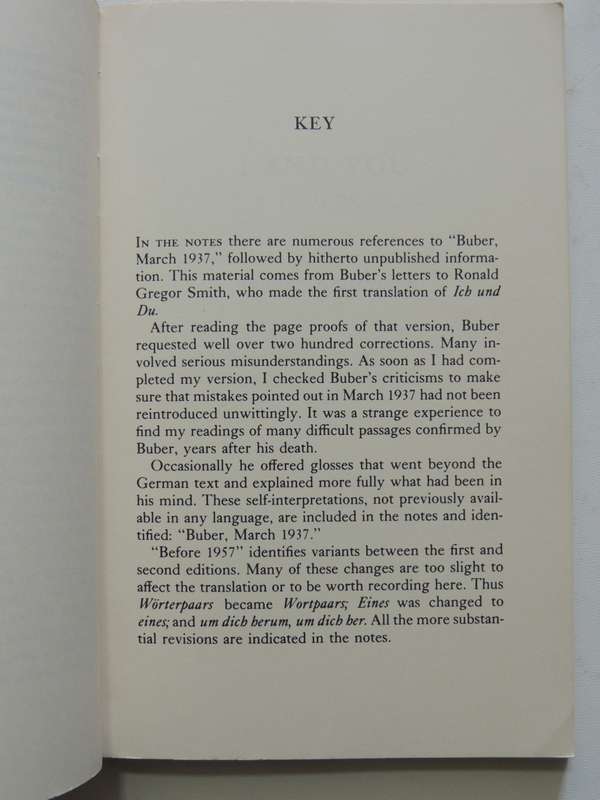 KEY
IN THE NOTES there are numerous references to “Buber,
March 1937,” followed by hitherto unpublished informa-
tion. This material comes from Buber’s letters to Ronald
Gregor Smith, who made the first translation of Ich und
Du.
After reading the page proofs of that version, Buber
requested well over two hundred corrections. Many in-
volved serious misunderstandings. As soon as I had com-
pleted my version, I checked Buber’s criticisms to make
sure that mistakes pointed out in March 1937 had not been
reintroduced unwittingly. It was a strange experience to
find my readings of many difficult passages confirmed by
Buber, years after his death.
Occasionally he offered glosses that went beyond the
German text and explained more fully what had been in
his mind. These self-interpretations, not previously avail-
able in any language, are included in the notes and iden-
tified: “Buber, March 1937.”
“Before 1957” identifies variants between the first and
second editions. Many of these changes are too slight to
affect the translation or to be worth recording here. Thus
Wörterpaars became Wortpaars; Eines was changed to
eines; and um dich herum, um dich her. All the more substan-
tial revisions are indicated in the notes.